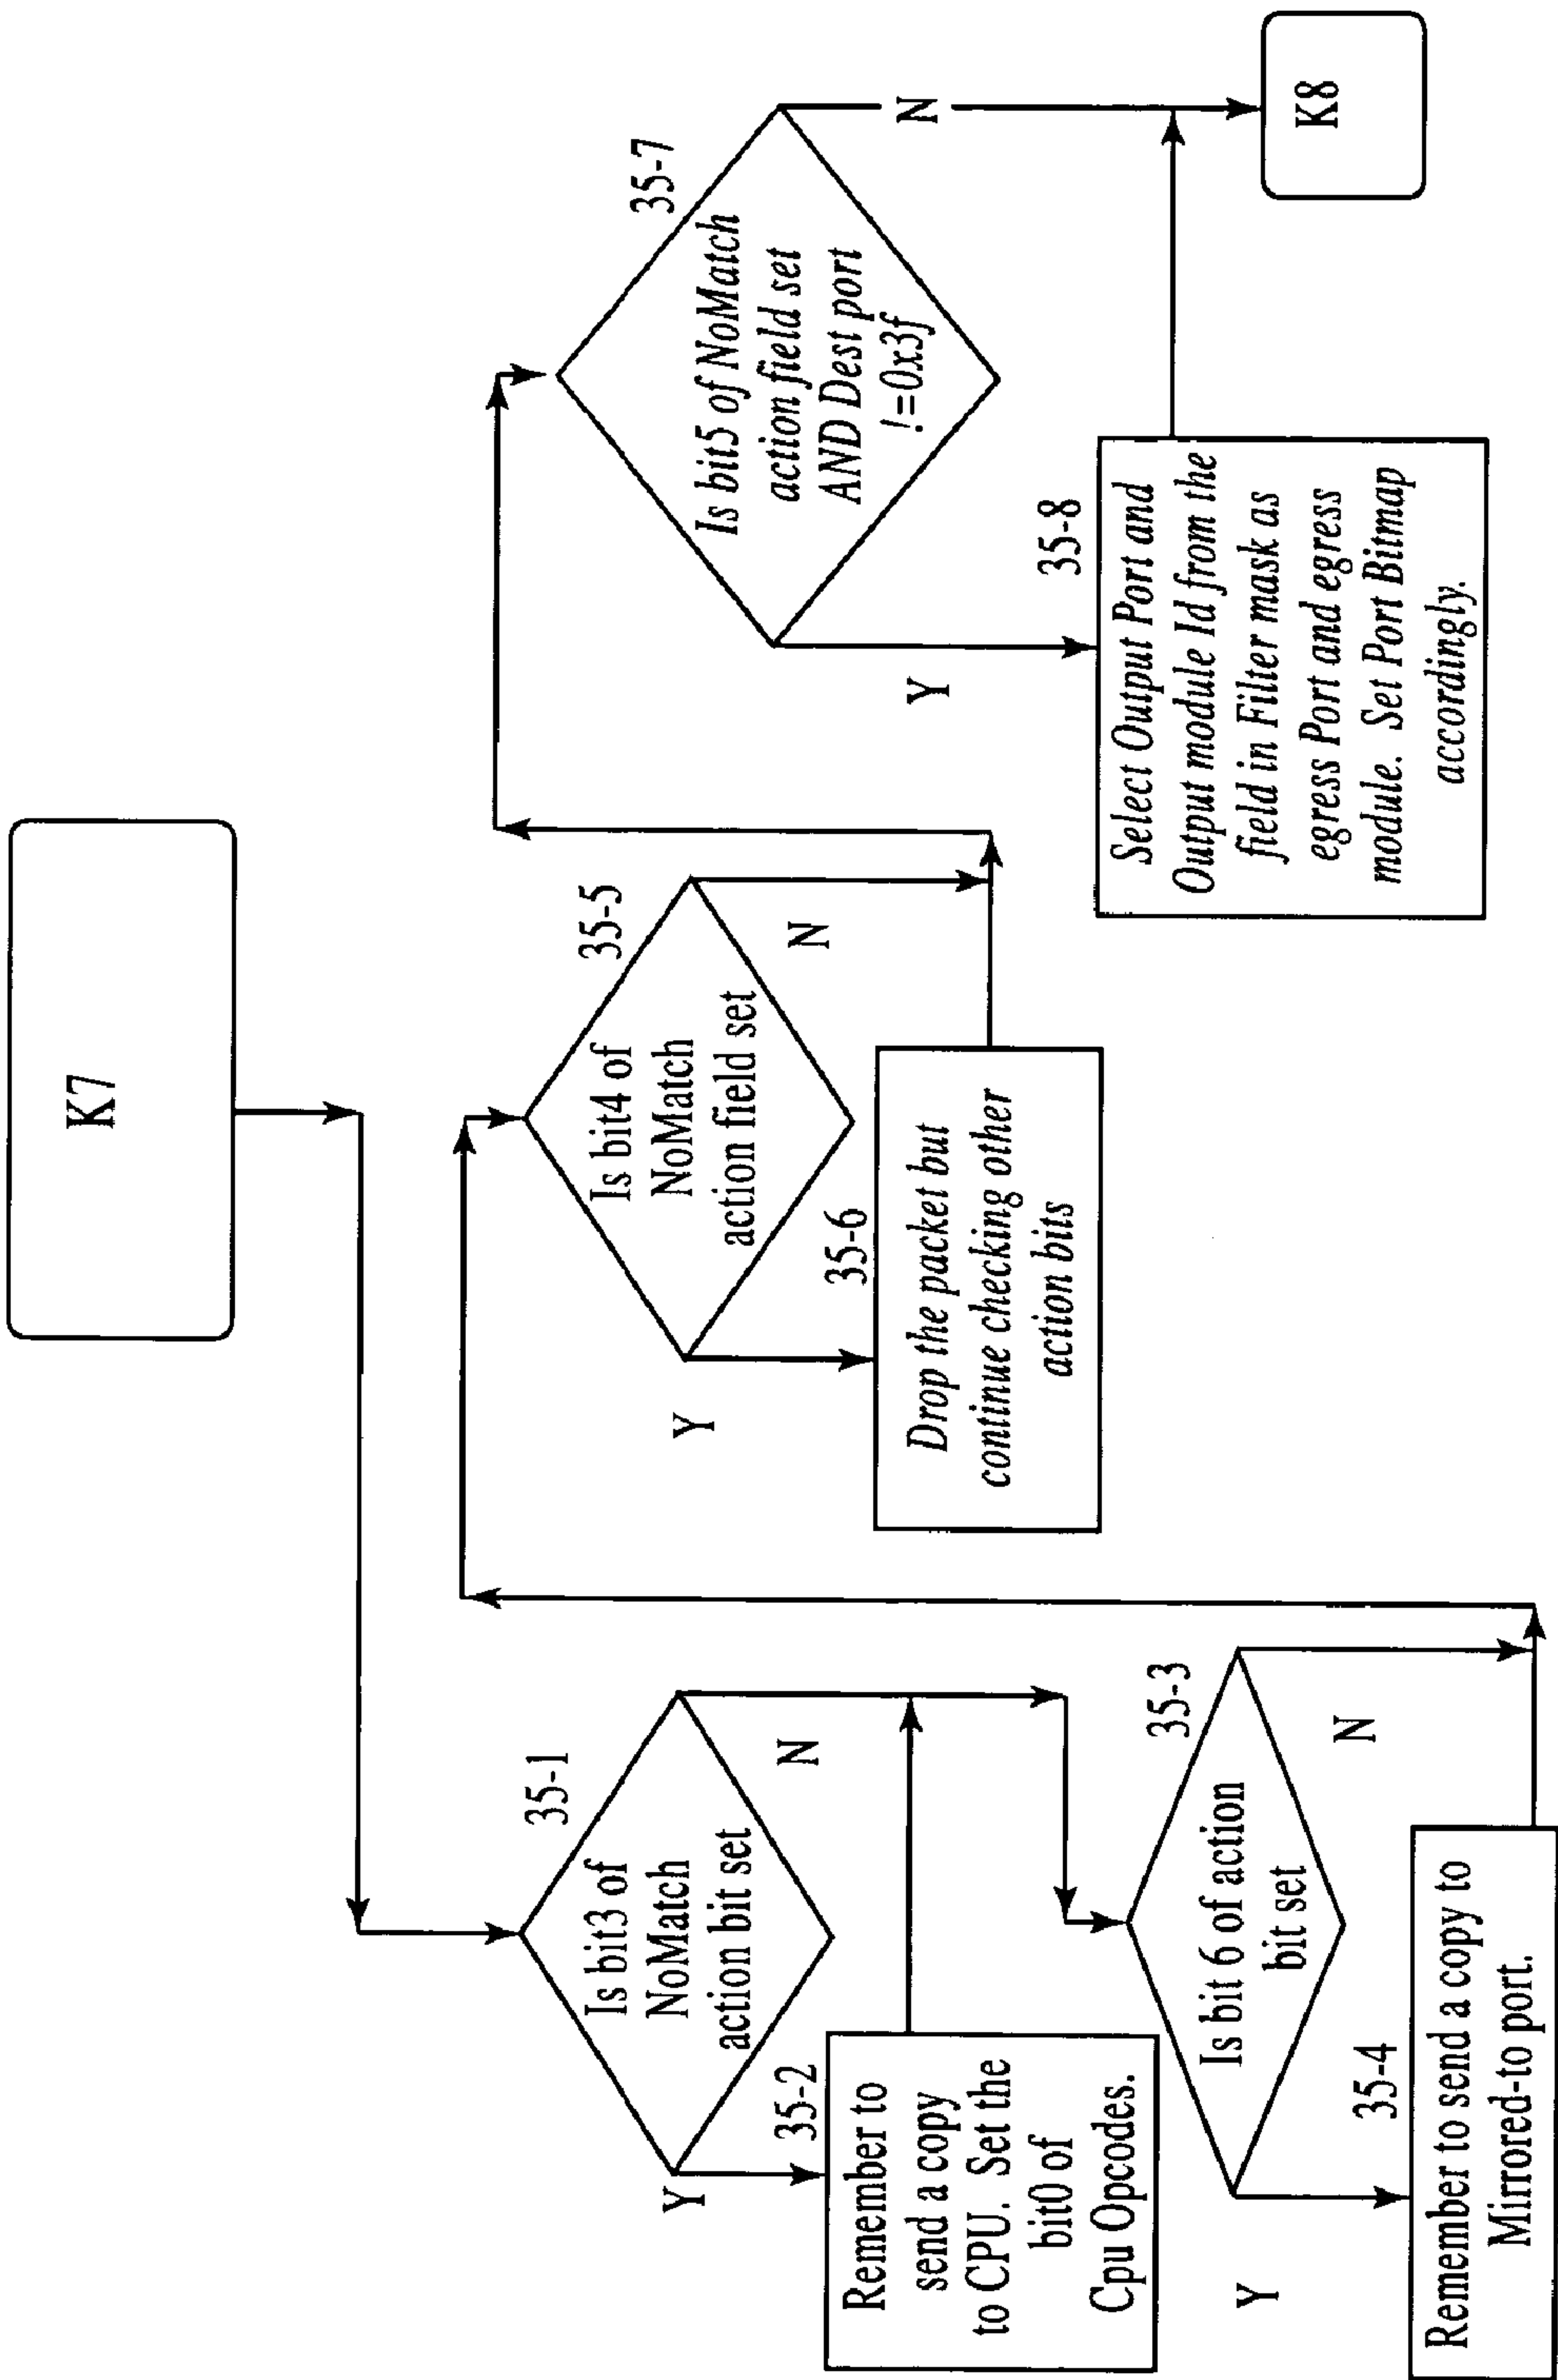 K7
35-1
Is bit3 of
NoMatch
action bit set
Y
N
35-2
Remember to
send a copy
to CPU. Set the
bit0 of
Cpu Opcodes.
35-3
Is bit 6 of action
bit set
Y
N
35-4
Remember to send a copy to
Mirrored-to port.
35-5
Is bit4 of
NoMatch
action field set
Y
N
35-6
Drop the packet but
continue checking other
action bits
35-7
Is bit5 of NoMatch
action field set
AND Dest port
!=0x3f
Y
N
35-8
Select Output Port and
Output module Id from the
field in Filter mask as
egress Port and egress
module. Set Port Bitmap
accordingly.
K8